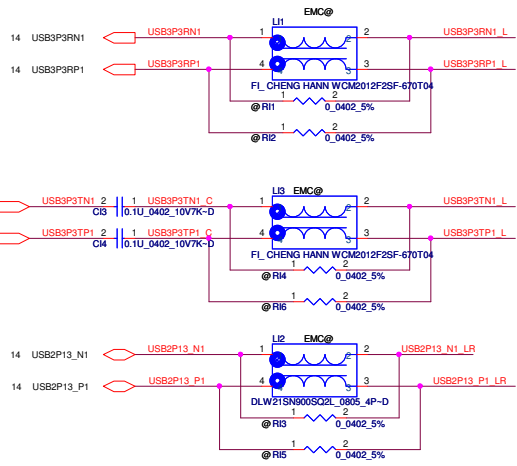 EMC@
LI1
14 USB3P3RN1 USB3P3RN1 1 2 USB3P3RN1_L
14 USB3P3RP1 USB3P3RP1 4 3 USB3P3RP1_L
FI_ CHENG HANN WCM2012F2SF-670T04
1 2
@RI1 0_0402_5%
1 2
@RI2 0_0402_5%
LI3 EMC@
USB3P3TN1 2 1 USB3P3TN1_C 1 2 USB3P3TN1_L
CI3 0.1U_0402_10V7K~D
USB3P3TP1 2 1 USB3P3TP1_C 4 3 USB3P3TP1_L
CI4 0.1U_0402_10V7K~D
FI_ CHENG HANN WCM2012F2SF-670T04
1 2
@RI4 0_0402_5%
1 2
@RI6 0_0402_5%
LI2 EMC@
14 USB2P13_N1 USB2P13_N1 1 2 USB2P13_N1_LR
14 USB2P13_P1 USB2P13_P1 4 3 USB2P13_P1_LR
DLW21SN900SQ2L_0805_4P~D
1 2
@RI3 0_0402_5%
1 2
@RI5 0_0402_5%